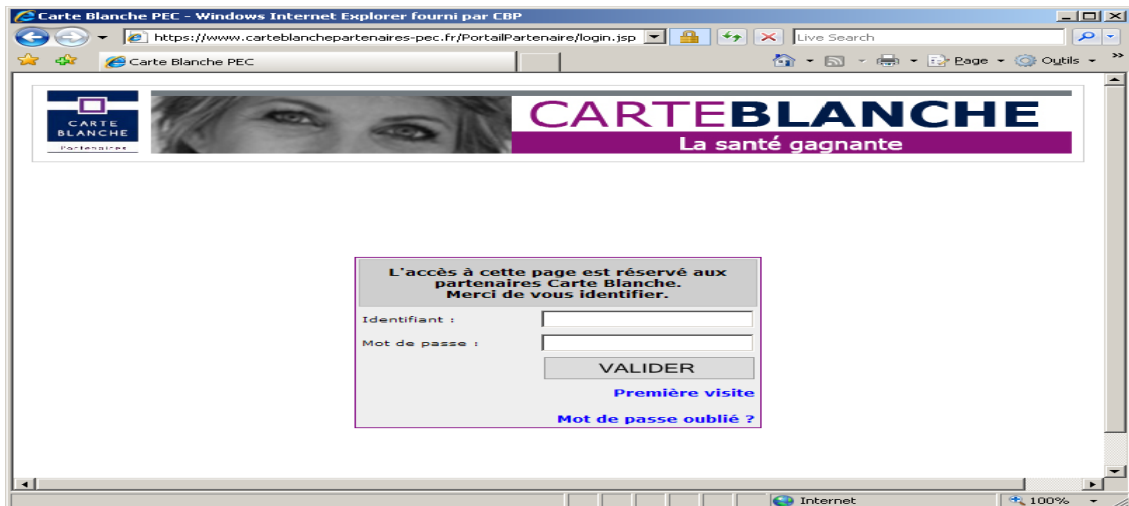 Carte Blanche PEC - Windows Internet Explorer fourni par CBP
https://www.carteblanchepartenaires-pec.fr/PortailPartenaire/login.jsp
Live Search
Carte Blanche PEC
Page
Outils
CARTE
BLANCHE
Partenaires
CARTEBLANCHE
La santé gagnante
L'accès à cette page est réservé aux
partenaires Carte Blanche.
Merci de vous identifier.
Identifiant :
Mot de passe :
VALIDER
Première visite
Mot de passe oublié ?
Internet
100%